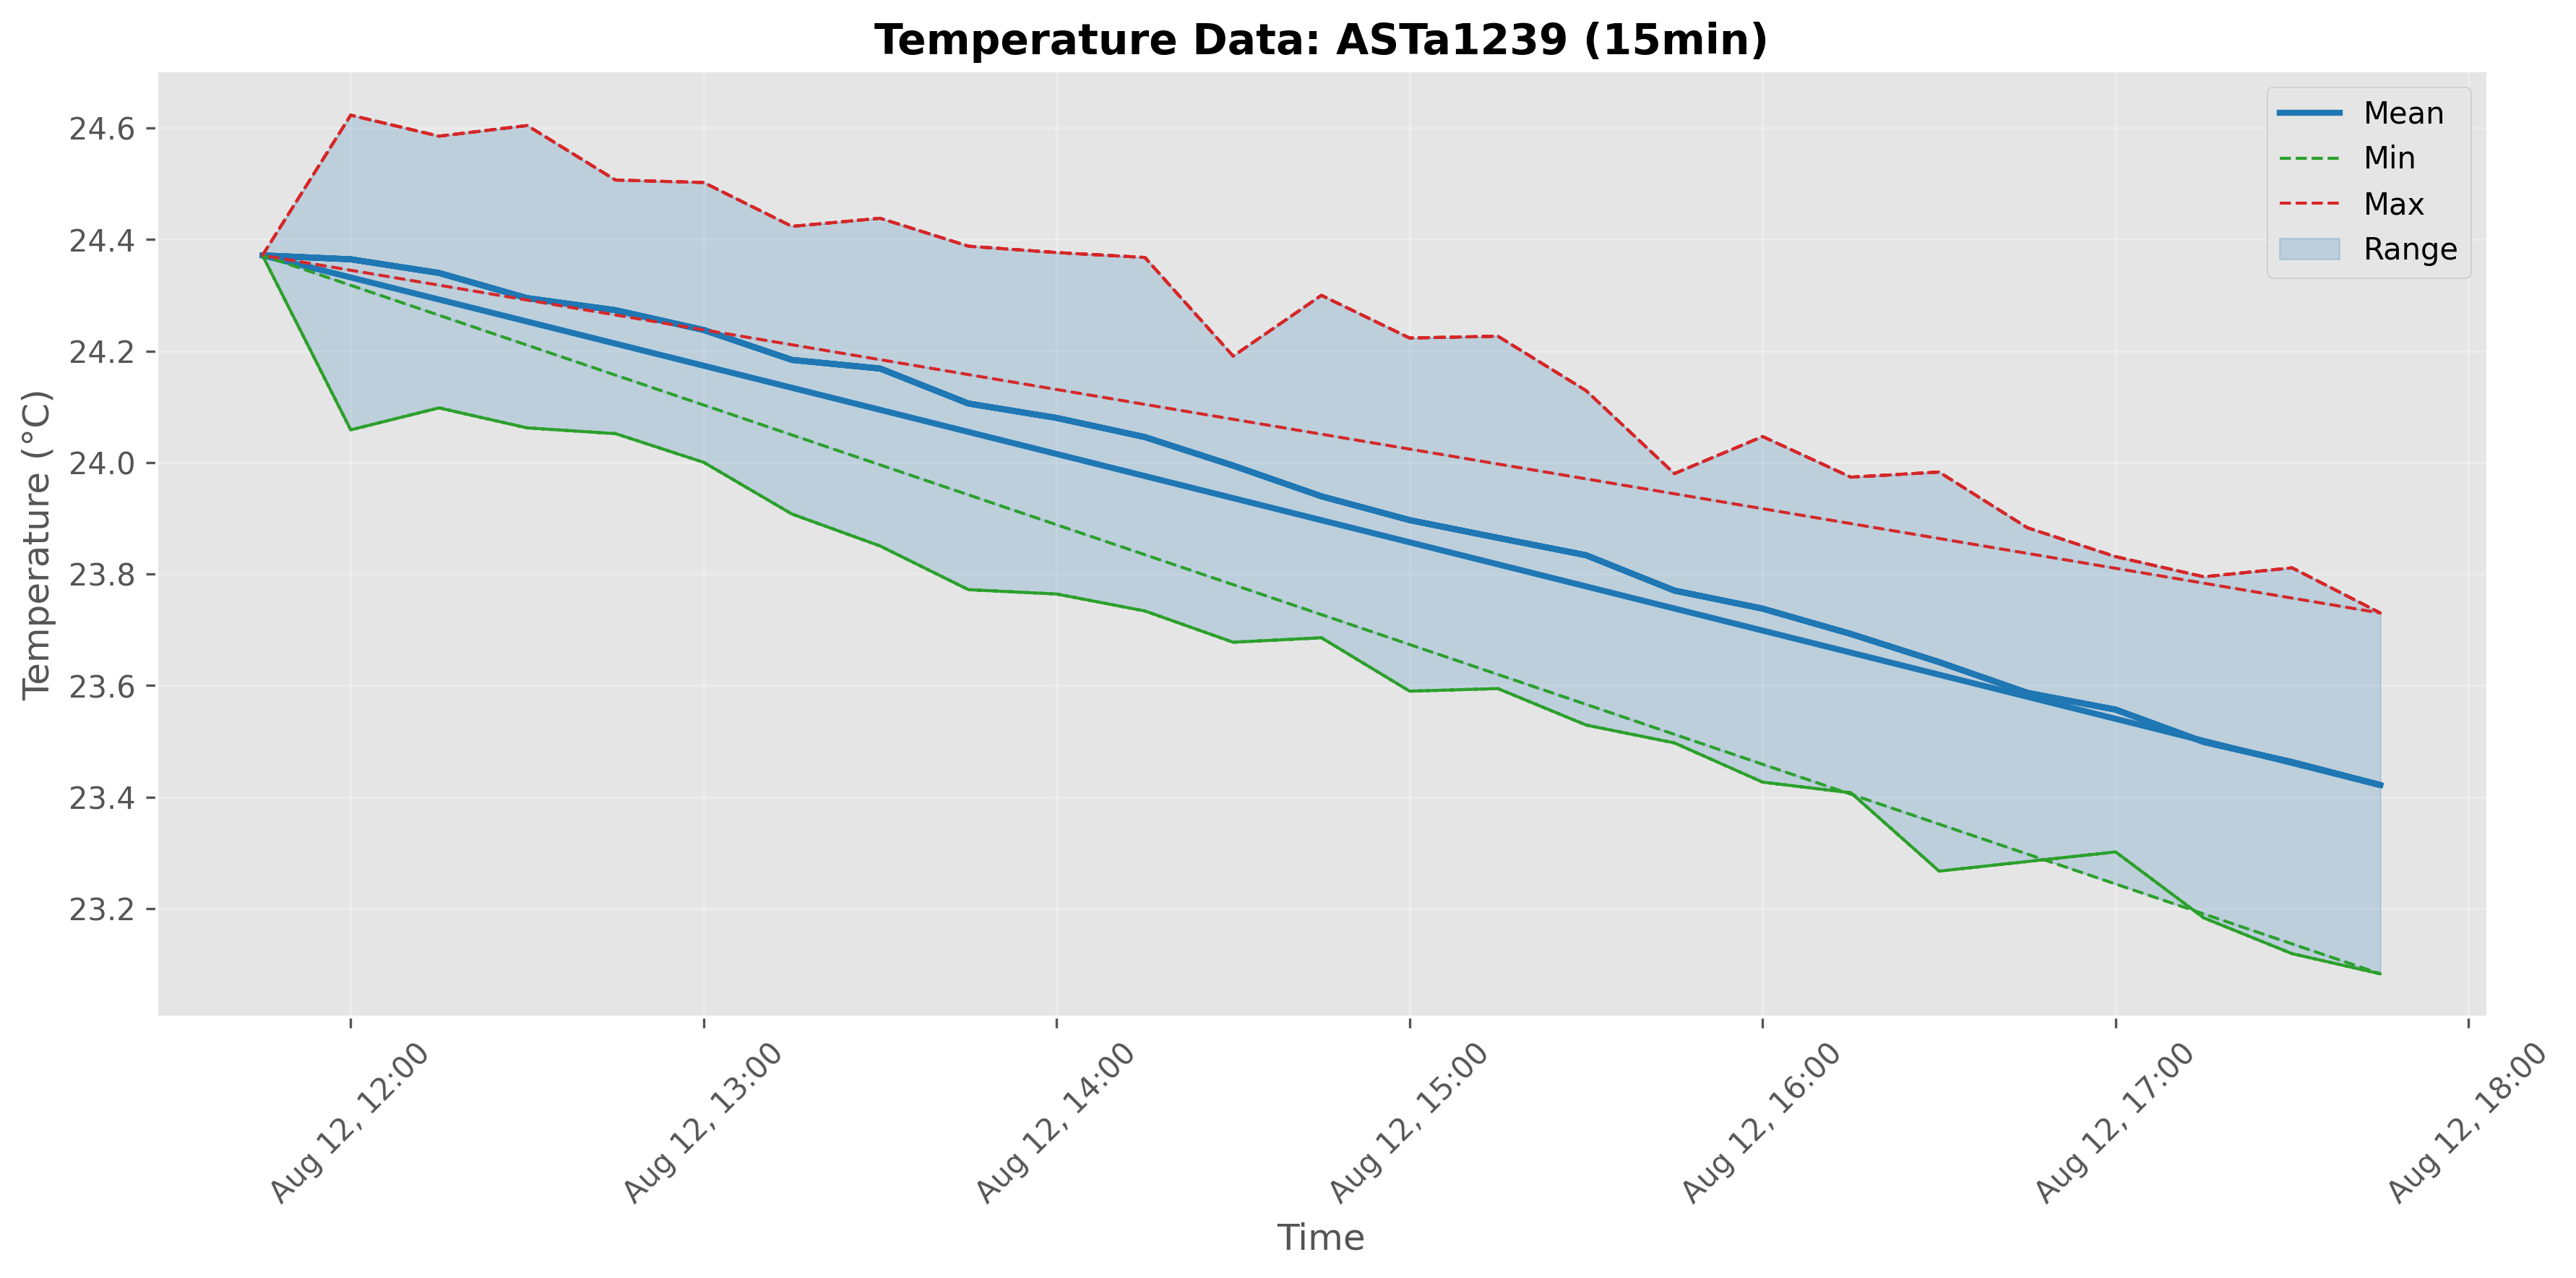 Temperature Data: ASTa1239 (15min)
Mean
Min
Max
Range
Temperature (°C)
24.6
24.4
24.2
24.0
23.8
23.6
23.4
23.2
Aug 12, 12:00
Aug 12, 13:00
Aug 12, 14:00
Aug 12, 15:00
Aug 12, 16:00
Aug 12, 17:00
Aug 12, 18:00
Time